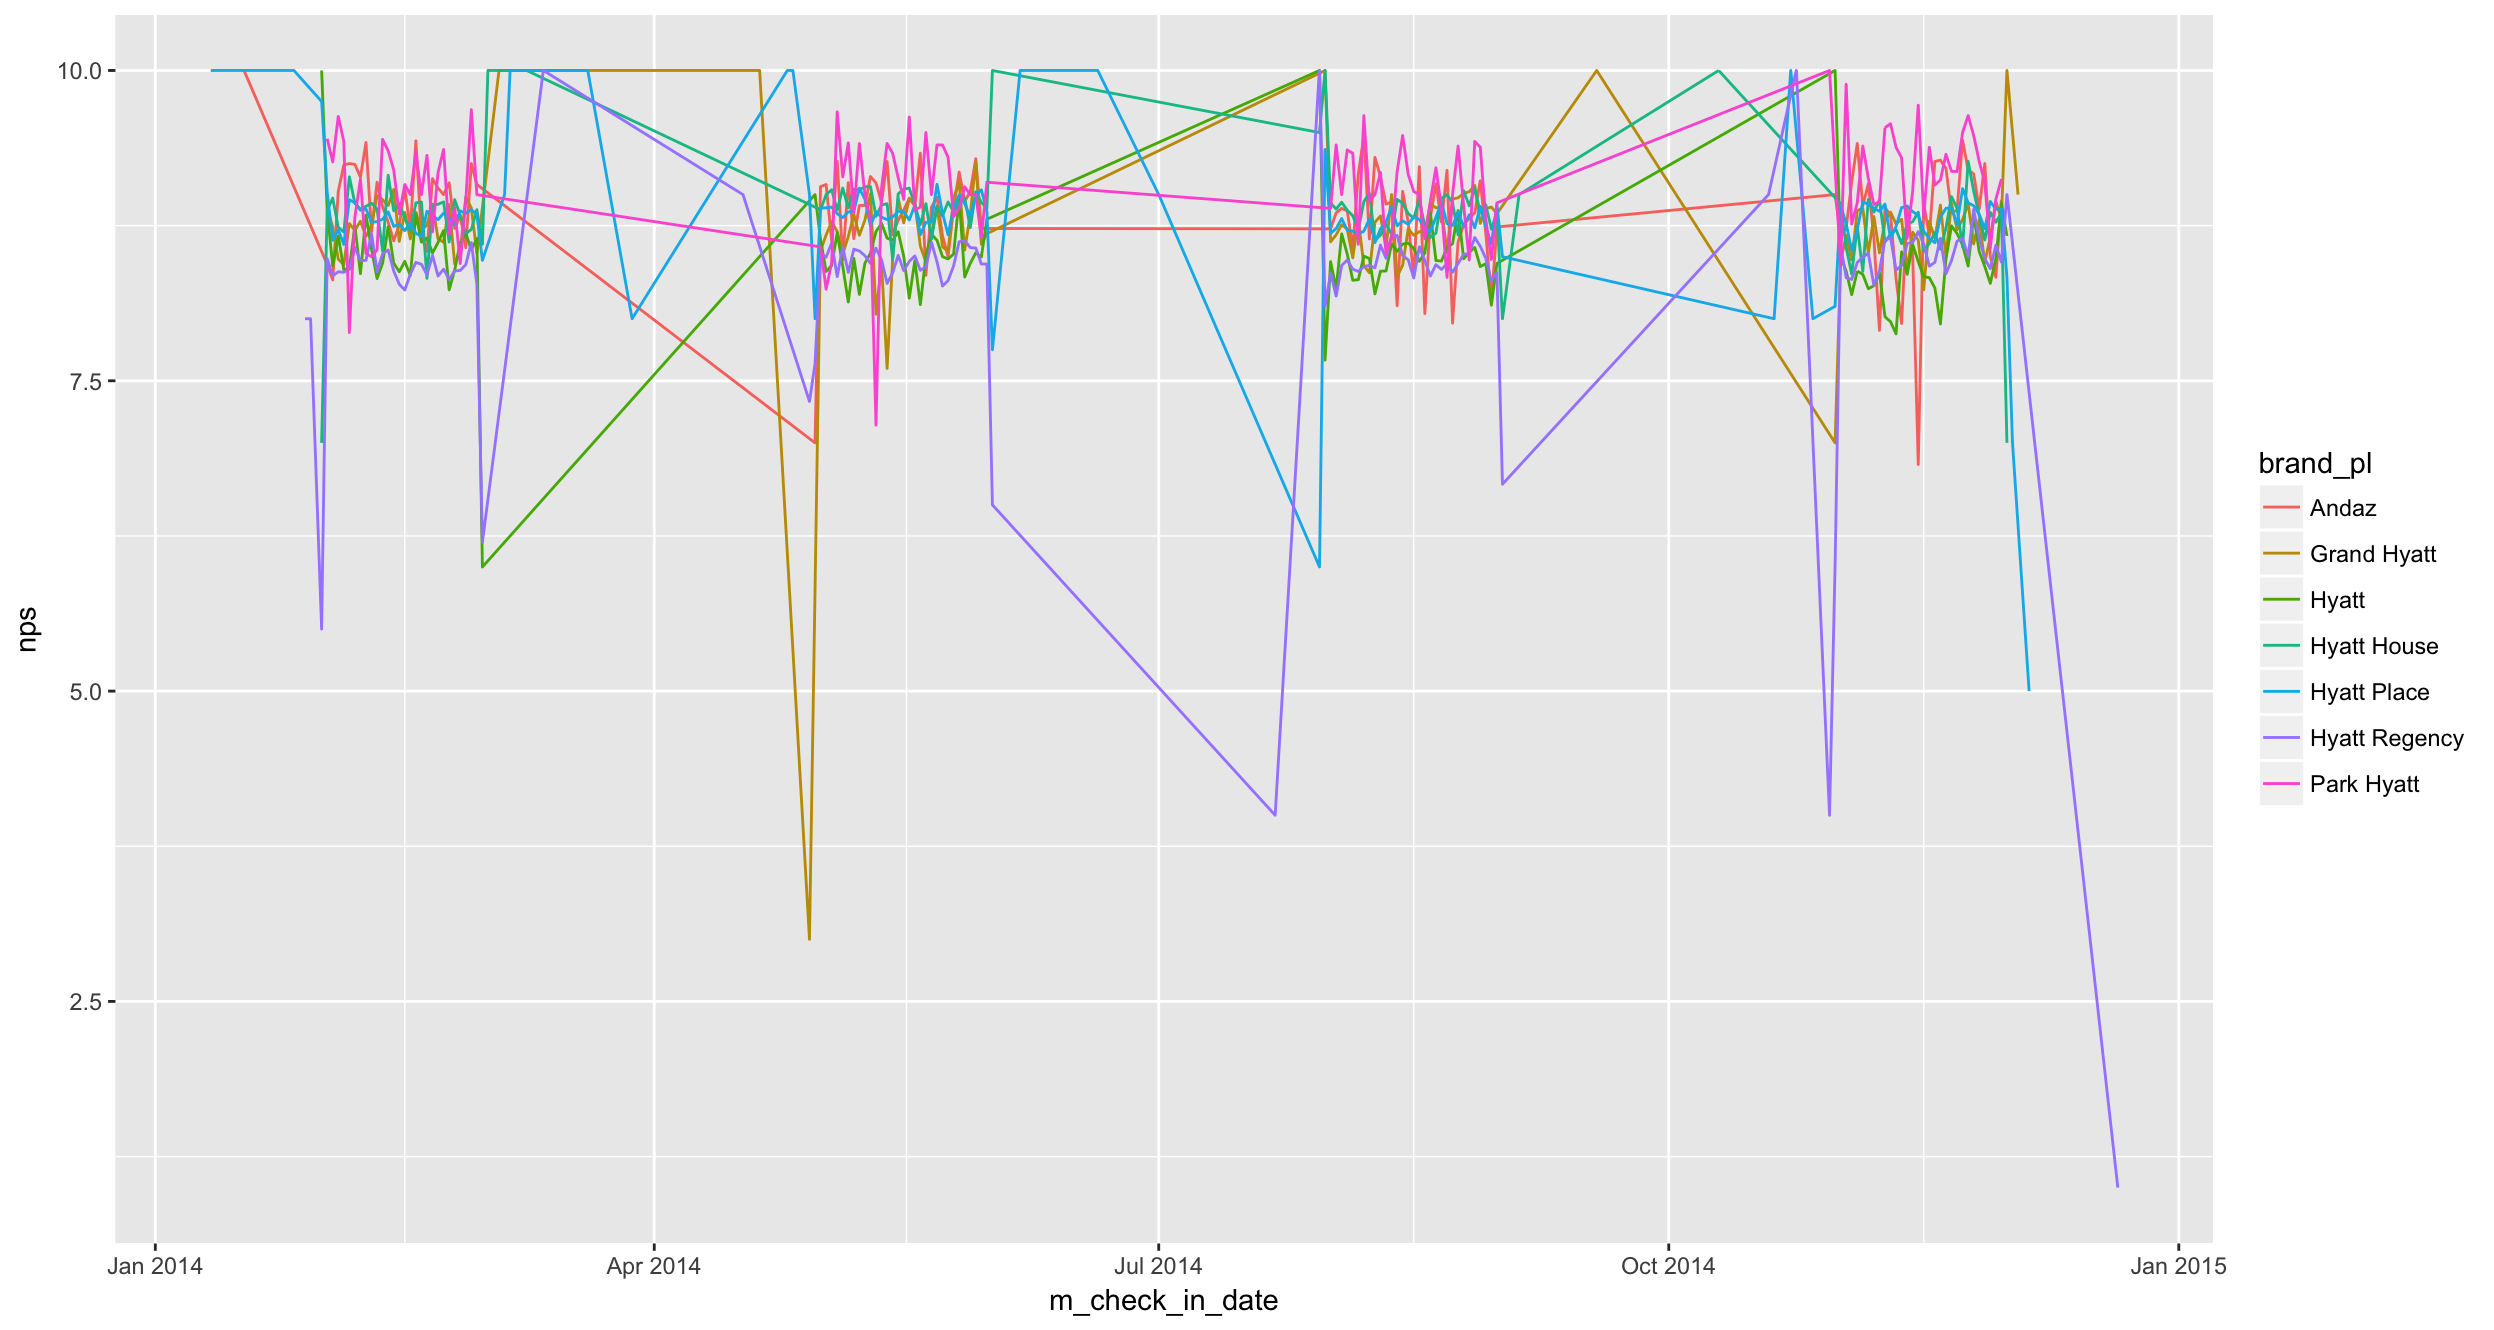 10.0
7.5
5.0
2.5
nps
Jan 2014
Apr 2014
Jul 2014
Oct 2014
Jan 2015
m_check_in_date
brand_pl
Andaz
Grand Hyatt
Hyatt
Hyatt House
Hyatt Place
Hyatt Regency
Park Hyatt